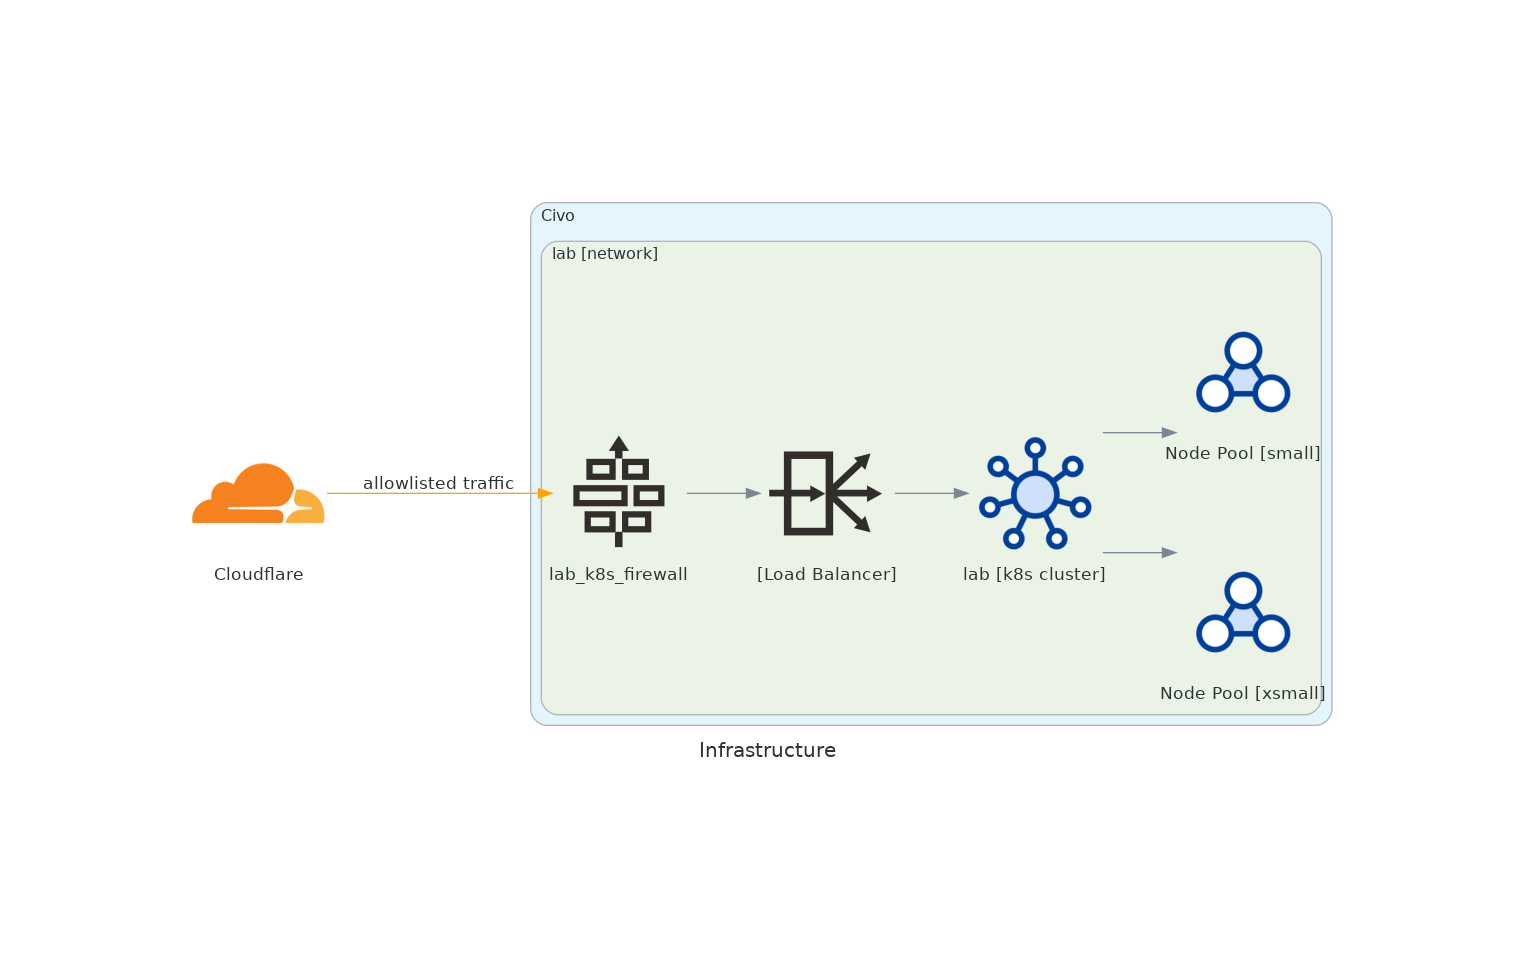 Civo
lab [network]
Node Pool [small]
allowlisted traffic
Cloudflare
lab_k8s_firewall
[Load Balancer]
lab [k8s cluster]
Node Pool [xsmall]
Infrastructure